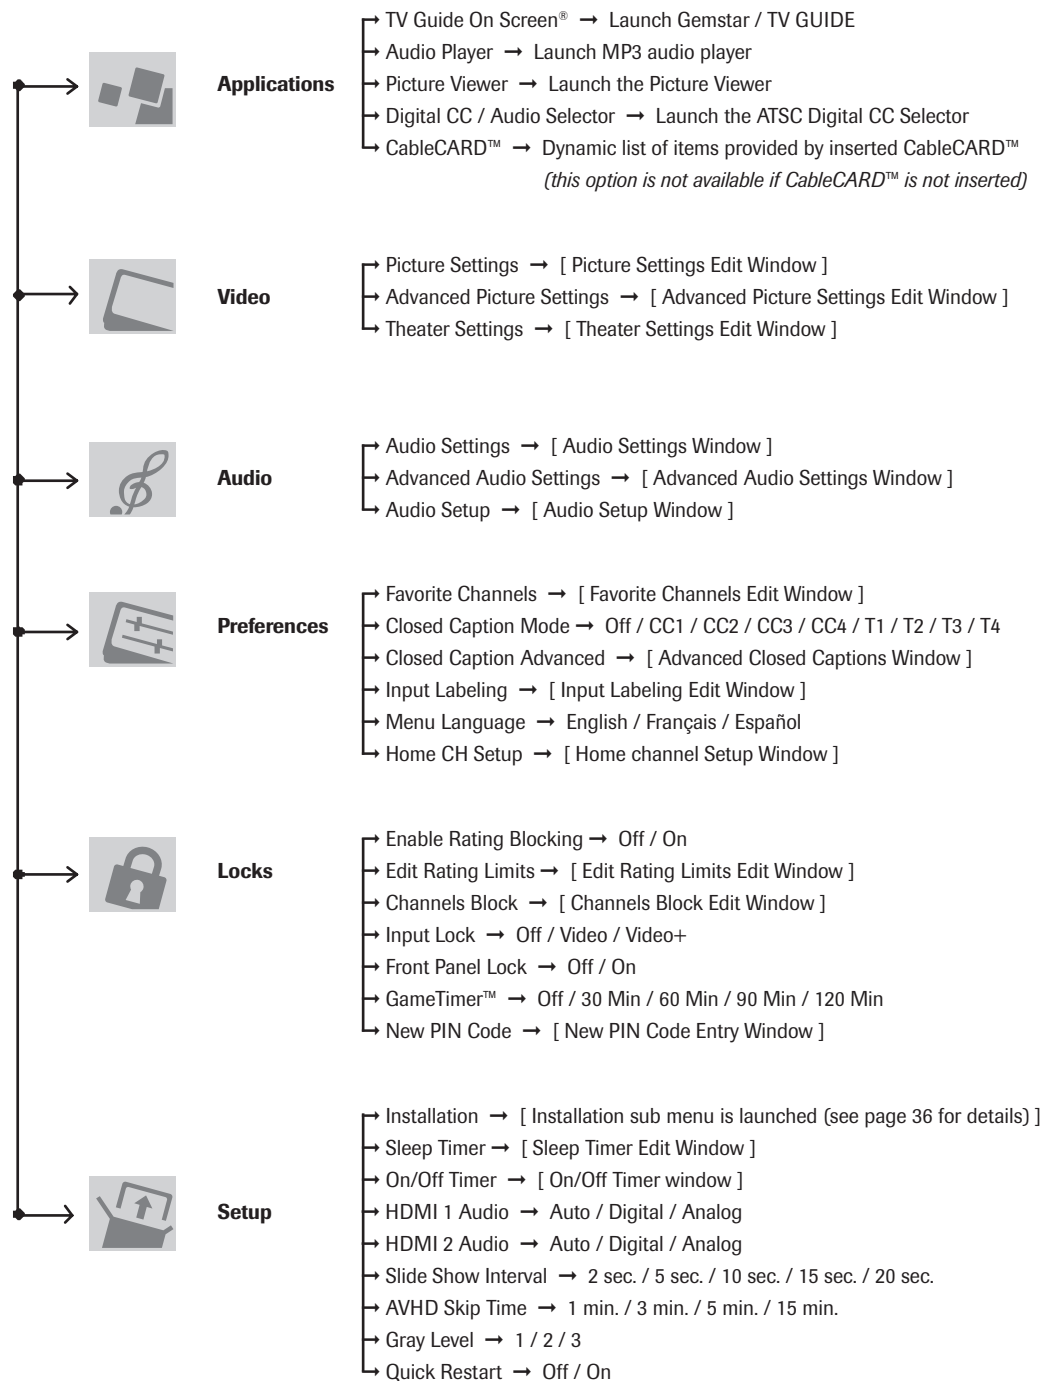 TV Guide On Screen® → Launch Gemstar / TV GUIDE
Audio Player → Launch MP3 audio player
Applications → Picture Viewer → Launch the Picture Viewer
Digital CC / Audio Selector → Launch the ATSC Digital CC Selector
CableCARD™ → Dynamic list of items provided by inserted CableCARD™
(this option is not available if CableCARD™ is not inserted)
Picture Settings → [ Picture Settings Edit Window ]
Video → Advanced Picture Settings → [ Advanced Picture Settings Edit Window ]
Theater Settings → [ Theater Settings Edit Window ]
Audio Settings → [ Audio Settings Window ]
Audio → Advanced Audio Settings → [ Advanced Audio Settings Window ]
Audio Setup → [ Audio Setup Window ]
Favorite Channels → [ Favorite Channels Edit Window ]
Preferences → Closed Caption Mode → Off / CC1 / CC2 / CC3 / CC4 / T1 / T2 / T3 / T4
Closed Caption Advanced → [ Advanced Closed Captions Window ]
Input Labeling → [ Input Labeling Edit Window ]
Menu Language → English / Français / Español
Home CH Setup → [ Home channel Setup Window ]
Enable Rating Blocking → Off / On
Locks → Edit Rating Limits → [ Edit Rating Limits Edit Window ]
Channels Block → [ Channels Block Edit Window ]
Input Lock → Off / Video / Video+
Front Panel Lock → Off / On
GameTimer™ → Off / 30 Min / 60 Min / 90 Min / 120 Min
New PIN Code → [ New PIN Code Entry Window ]
Installation → [ Installation sub menu is launched (see page 36 for details) ]
Sleep Timer → [ Sleep Timer Edit Window ]
On/Off Timer → [ On/Off Timer window ]
Setup → HDMI 1 Audio → Auto / Digital / Analog
HDMI 2 Audio → Auto / Digital / Analog
Slide Show Interval → 2 sec. / 5 sec. / 10 sec. / 15 sec. / 20 sec.
AVHD Skip Time → 1 min. / 3 min. / 5 min. / 15 min.
Gray Level → 1 / 2 / 3
Quick Restart → Off / On